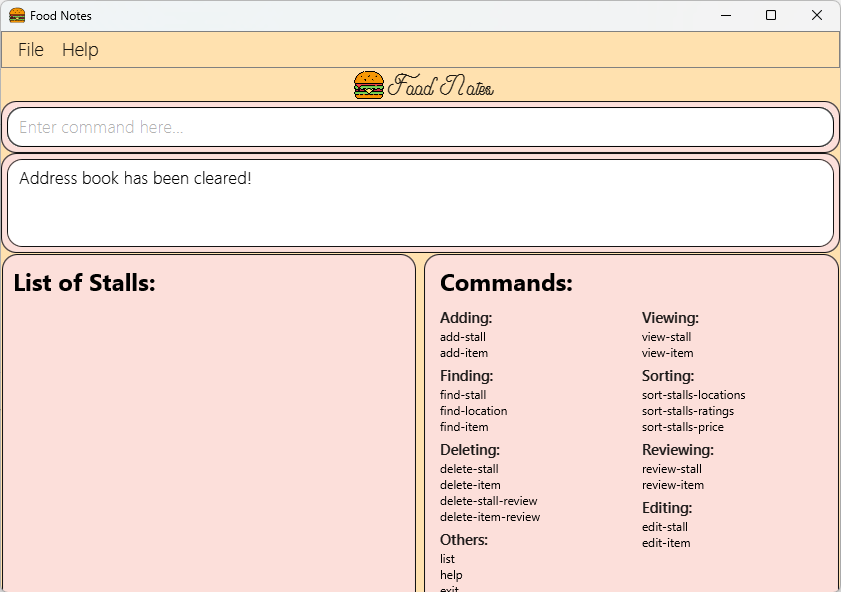 Food Notes
File Help
Food Notes
Enter command here...
Address book has been cleared!
List of Stalls:
Commands:
Adding:
add-stall
add-item
Finding:
find-stall
find-location
find-item
Deleting:
delete-stall
delete-item
delete-stall-review
delete-item-review
Others:
list
help
exit
Viewing:
view-stall
view-item
Sorting:
sort-stalls-locations
sort-stalls-ratings
sort-stalls-price
Reviewing:
review-stall
review-item
Editing:
edit-stall
edit-item